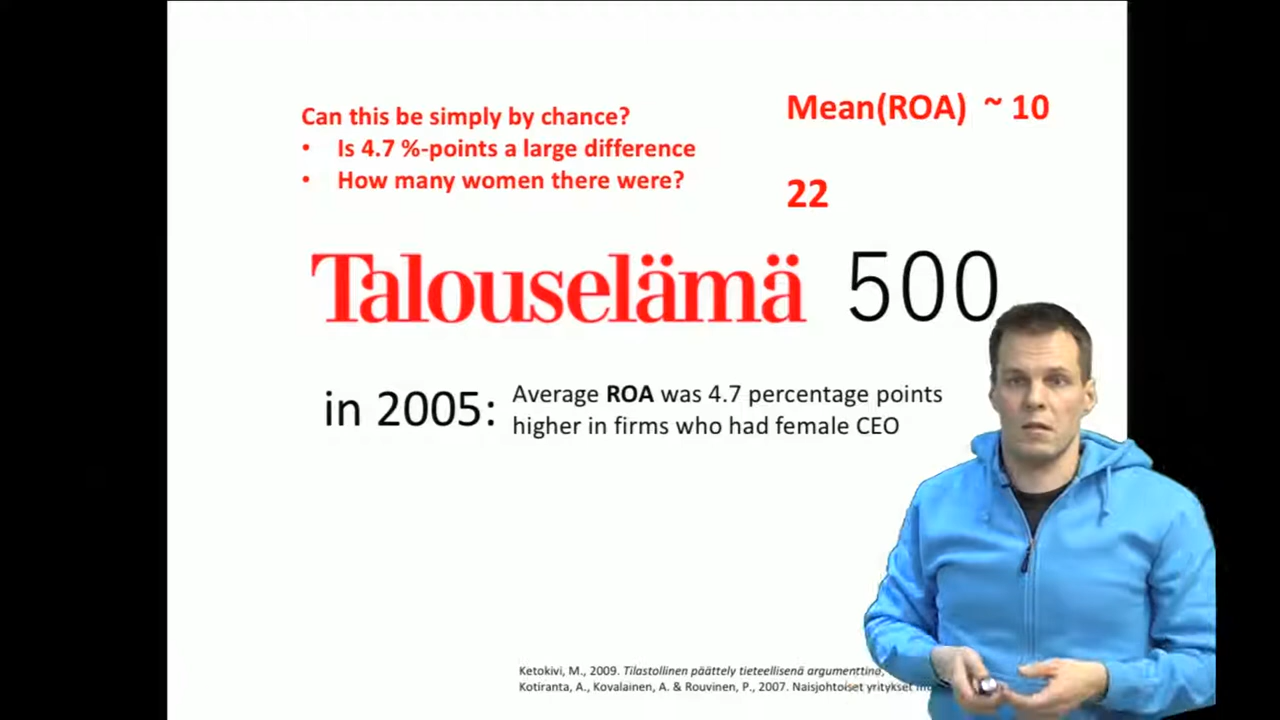 Can this be simply by chance?
• Is 4.7 %-points a large difference
• How many women there were?
Mean(ROA) ~ 10
22
Talouselämä 500
in 2005:
Average ROA was 4.7 percentage points
higher in firms who had female CEO
Ketokivi, M., 2009. Tilastollinen päättely tieteellisenä argumenttina,
Kotiranta, A., Kovalainen, A. & Rouvinen, P., 2007. Naisjohtoiset yritykset